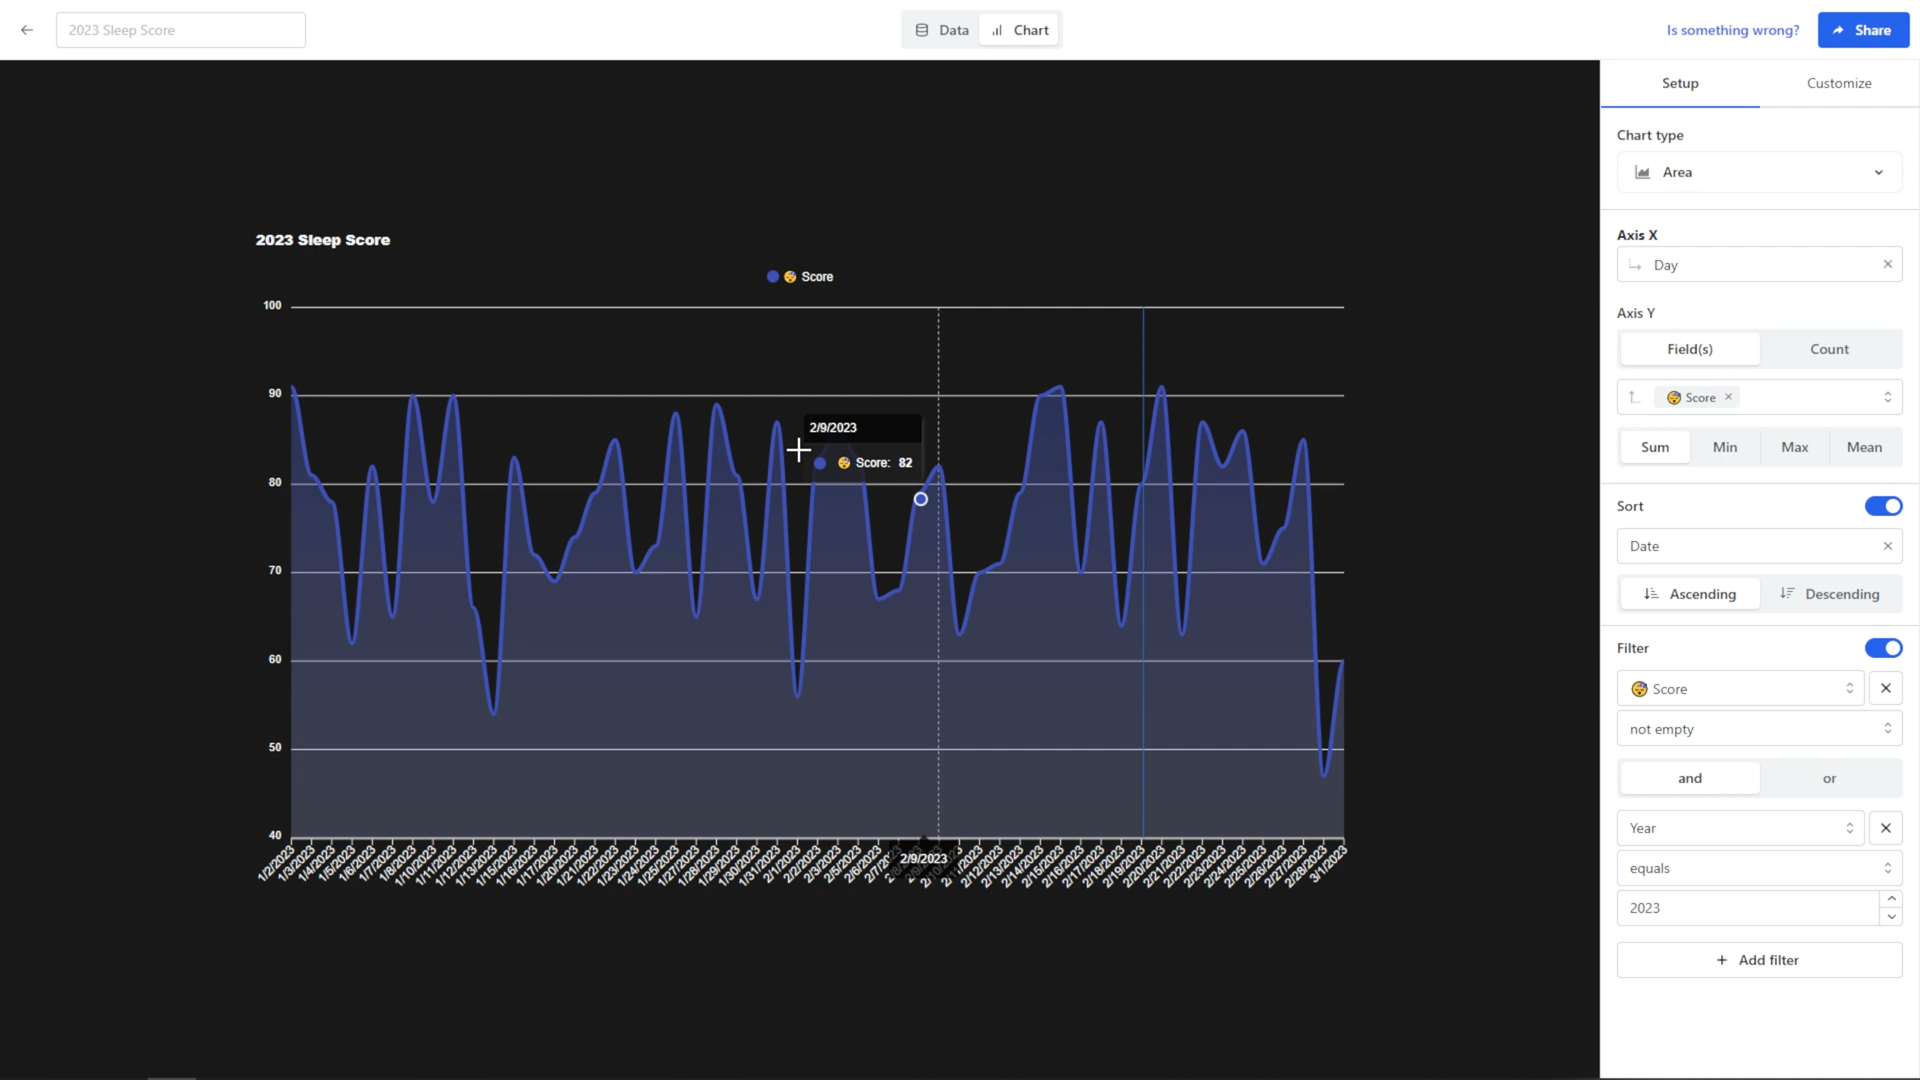 2023 Sleep Score
Data
Chart
Is something wrong?
Share
Setup
Customize
Chart type
Area
Axis X
Day
Axis Y
Field(s)
Count
😴 Score
Sum
Min
Max
Mean
Sort
Date
Ascending
Descending
Filter
😴 Score
not empty
and
or
Year
equals
2023
Add filter
2023 Sleep Score
😴 Score
100
90
80
70
60
50
40
2/9/2023
😴 Score: 82
1/2/2023
1/3/2023
1/4/2023
1/5/2023
1/6/2023
1/7/2023
1/8/2023
1/10/2023
1/11/2023
1/12/2023
1/13/2023
1/15/2023
1/16/2023
1/17/2023
1/20/2023
1/21/2023
1/22/2023
1/23/2023
1/24/2023
1/25/2023
1/27/2023
1/28/2023
1/29/2023
1/30/2023
1/31/2023
2/1/2023
2/2/2023
2/3/2023
2/5/2023
2/6/2023
2/9/2023
2/12/2023
2/13/2023
2/14/2023
2/15/2023
2/16/2023
2/17/2023
2/18/2023
2/19/2023
2/20/2023
2/21/2023
2/22/2023
2/23/2023
2/24/2023
2/25/2023
2/26/2023
2/27/2023
2/28/2023
3/1/2023